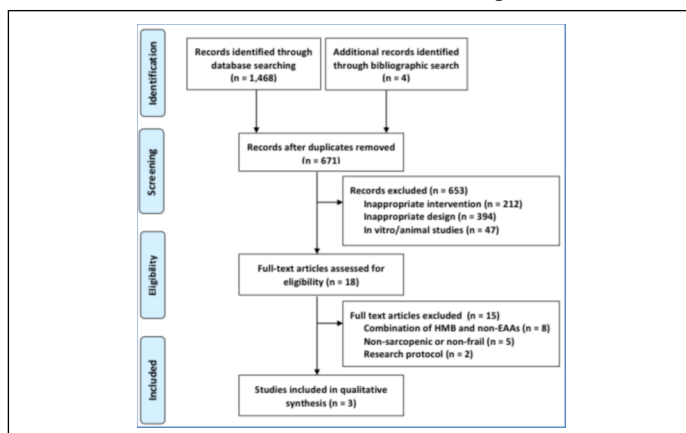 Identification
Records identified through
database searching
(n = 1,468)
Additional records identified
through bibliographic search
(n = 4)
Screening
Records after duplicates removed
(n = 671)
Records excluded (n = 653)
Inappropriate intervention (n = 212)
Inappropriate design (n = 394)
In vitro/animal studies (n = 47)
Eligibility
Full-text articles assessed for
eligibility (n = 18)
Full text articles excluded (n = 15)
Combination of HMB and non-EAAs (n = 8)
Non-sarcopenic or non-frail (n = 5)
Research protocol (n = 2)
Included
Studies included in qualitative
synthesis (n = 3)